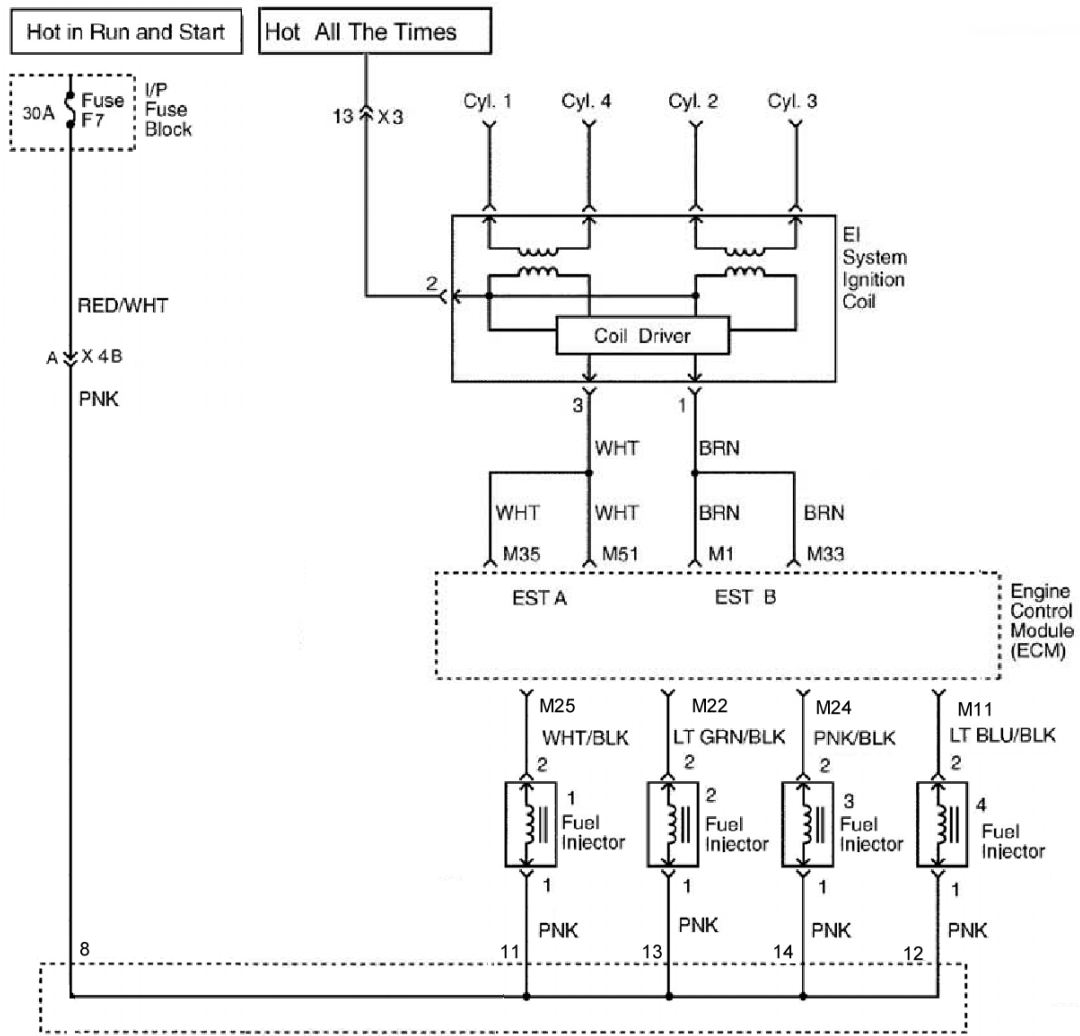 Hot in Run and Start
Hot All The Times
30A
Fuse
F7
I/P
Fuse
Block
13
X3
Cyl. 1
Cyl. 4
Cyl. 2
Cyl. 3
EI
System
Ignition
Coil
2
Coil Driver
RED/WHT
A
X 4B
PNK
3
1
WHT
BRN
WHT
WHT
BRN
BRN
M35
M51
M1
M33
EST A
EST B
Engine
Control
Module
(ECM)
M25
M22
M24
M11
WHT/BLK
LT GRN/BLK
PNK/BLK
LT BLU/BLK
2
2
2
2
1
Fuel
Injector
2
Fuel
Injector
3
Fuel
Injector
4
Fuel
Injector
1
1
1
1
PNK
PNK
PNK
PNK
8
11
13
14
12